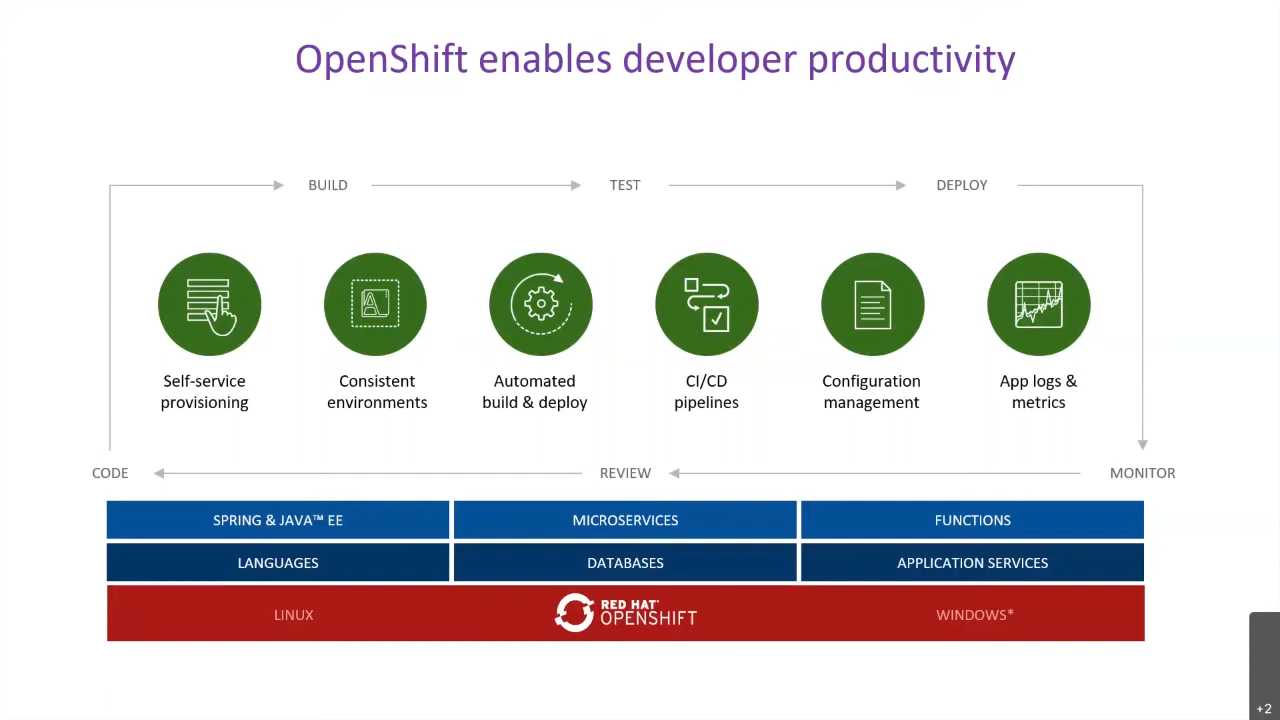 OpenShift enables developer productivity
BUILD
TEST
DEPLOY
Self-service
provisioning
Consistent
environments
Automated
build & deploy
CI/CD
pipelines
Configuration
management
App logs &
metrics
CODE
REVIEW
MONITOR
SPRING & JAVA™ EE
MICROSERVICES
FUNCTIONS
LANGUAGES
DATABASES
APPLICATION SERVICES
LINUX
RED HAT®
OPENSHIFT
WINDOWS*
+2